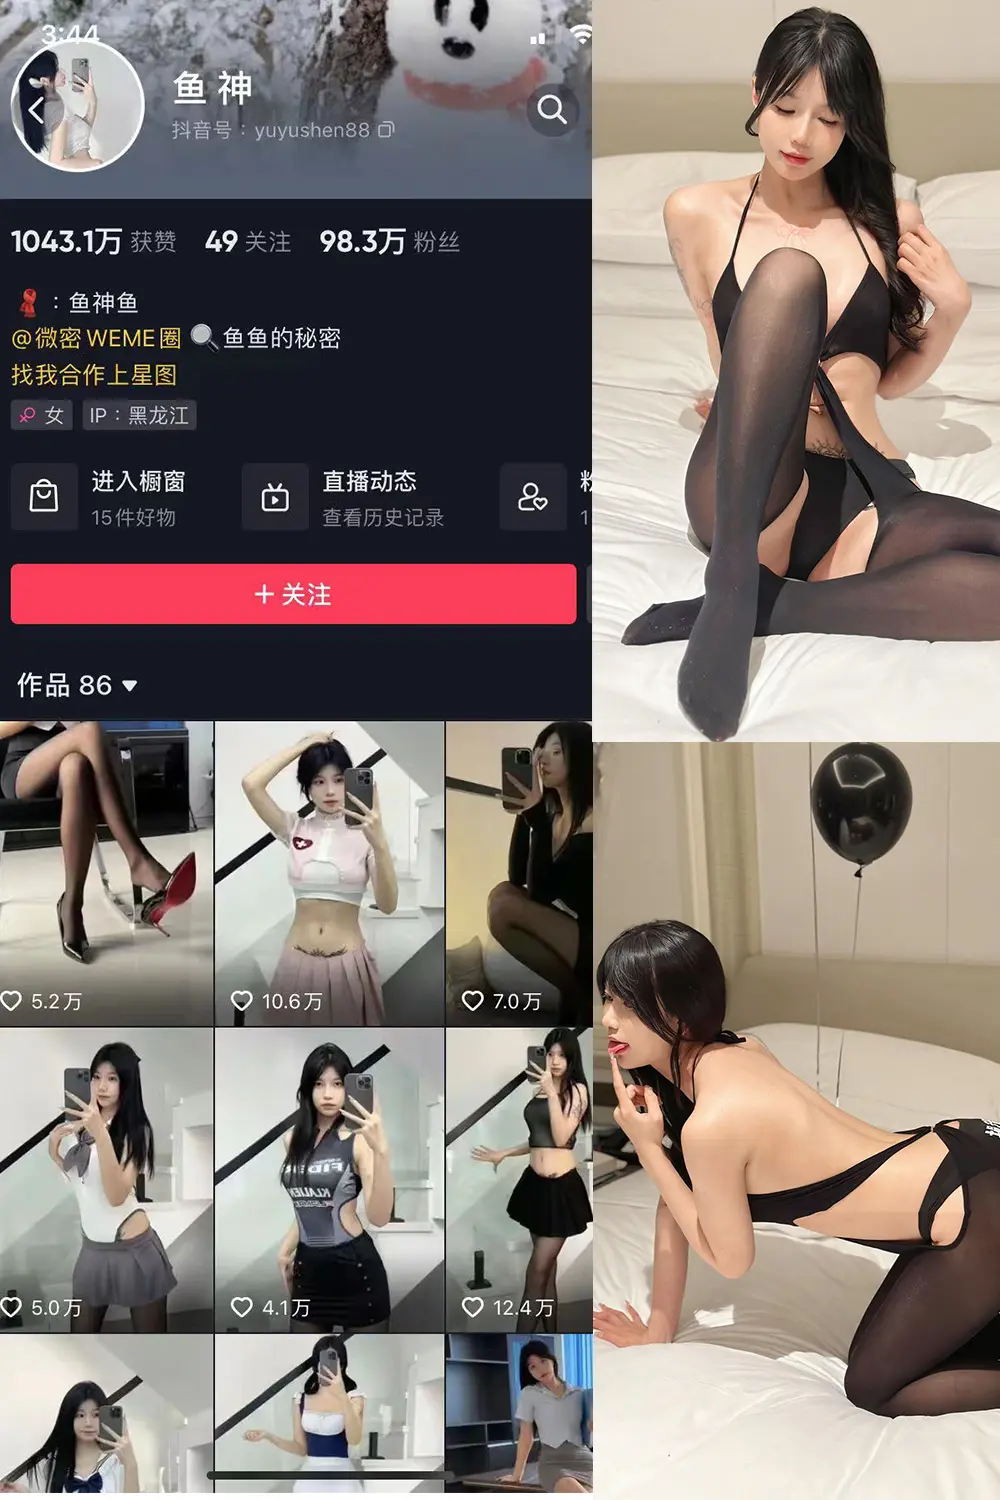 3:44
鱼 神
抖音号：yuyushen88
1043.1万 获赞 49 关注 98.3万 粉丝
：鱼神鱼
@微密 WEME圈 🔍鱼鱼的秘密
找我合作上星图
女 IP：黑龙江
进入橱窗
15件好物
直播动态
查看历史记录
1
+ 关注
作品 86
5.2万
10.6万
7.0万
5.0万
4.1万
12.4万